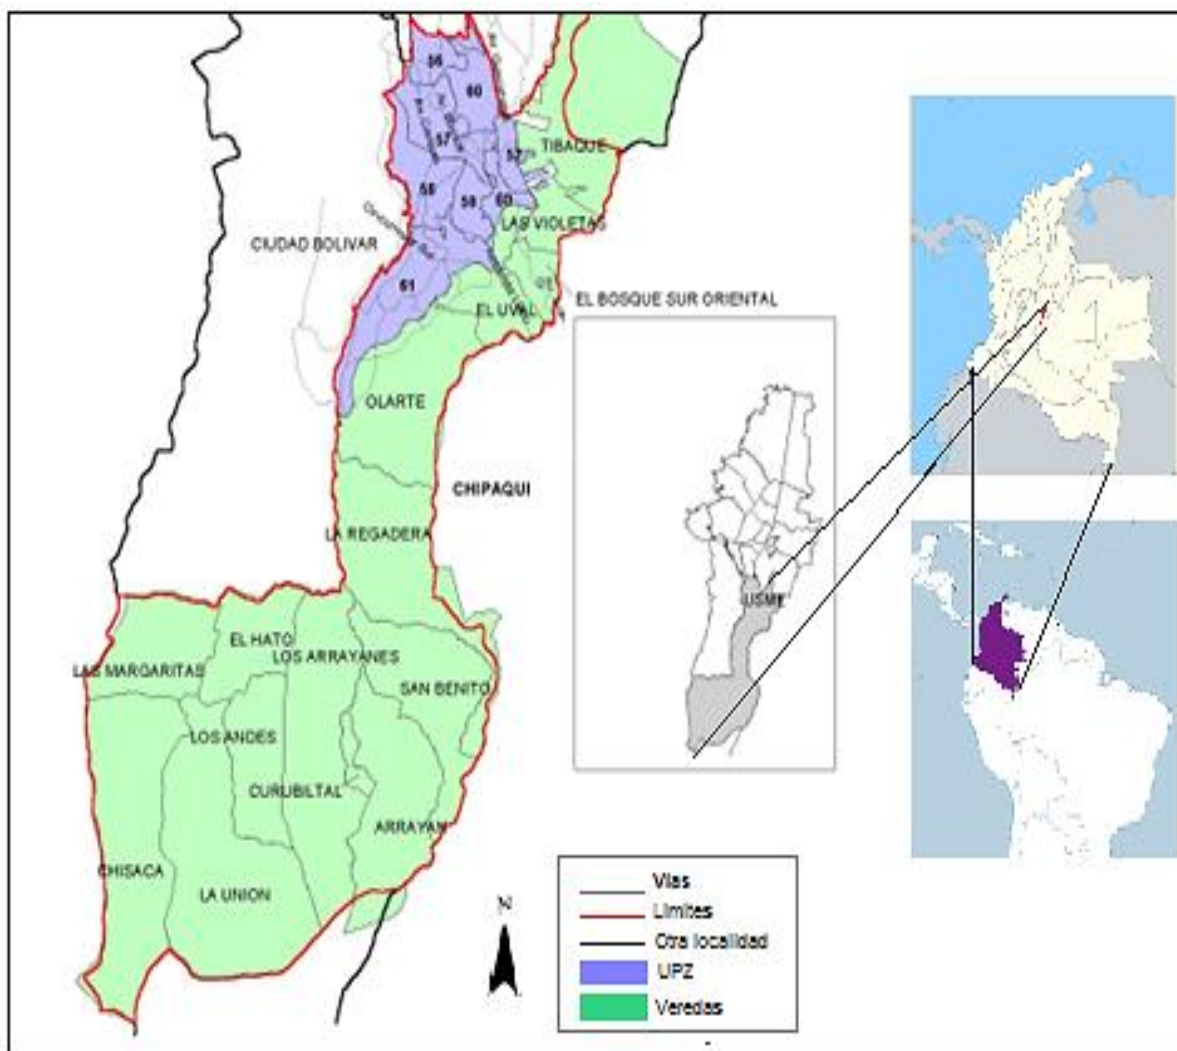 56
60
57
TIBAQUE
57
58
59
60
LAS VIOLETAS
CIUDAD BOLIVAR
61
EL UVAL
EL BOSQUE SUR ORIENTAL
OLARTE
CHIPAQUI
LA REGADERA
USME
EL HATO
LOS ARRAYANES
LAS MARGARITAS
SAN BENITO
LOS ANDES
CURUBITAL
ARRAYAN
CHISACA
LA UNION
N
Vias
Limites
Otra localidad
UPZ
Veredas